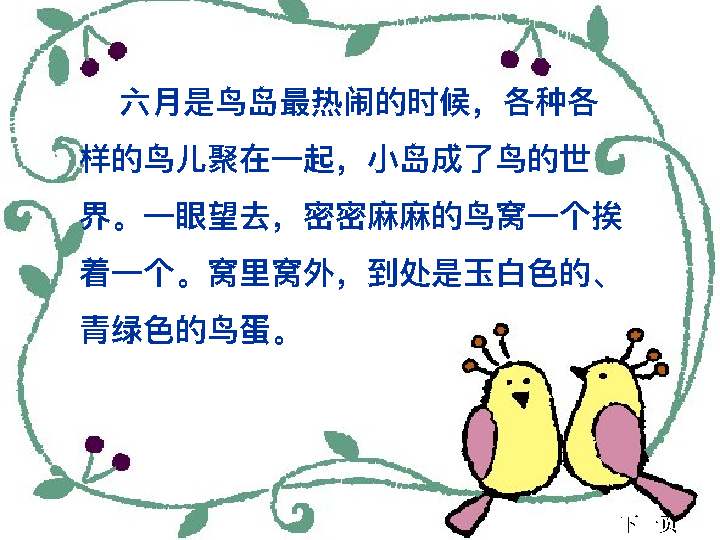 六月是鸟岛最热闹的时候，各种各
样的鸟儿聚在一起，小岛成了鸟的世
界。一眼望去，密密麻麻的鸟窝一个挨
着一个。窝里窝外，到处是玉白色的、
青绿色的鸟蛋。
下一页